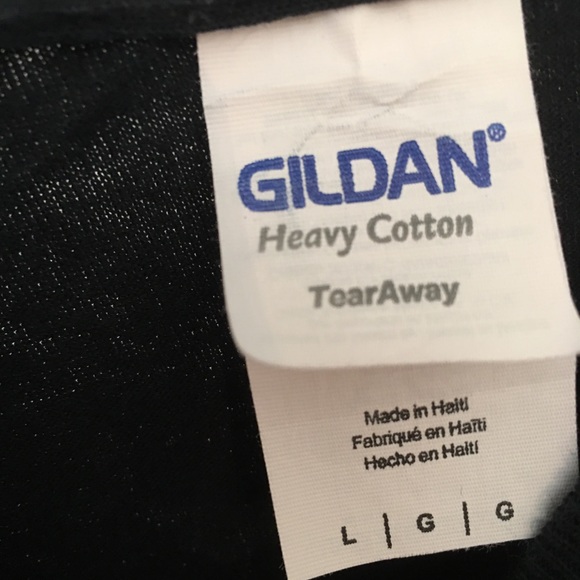 GILDAN®
Heavy Cotton
TearAway
Made in Haiti
Fabriqué en Haïti
Hecho en Haití
L | G | G